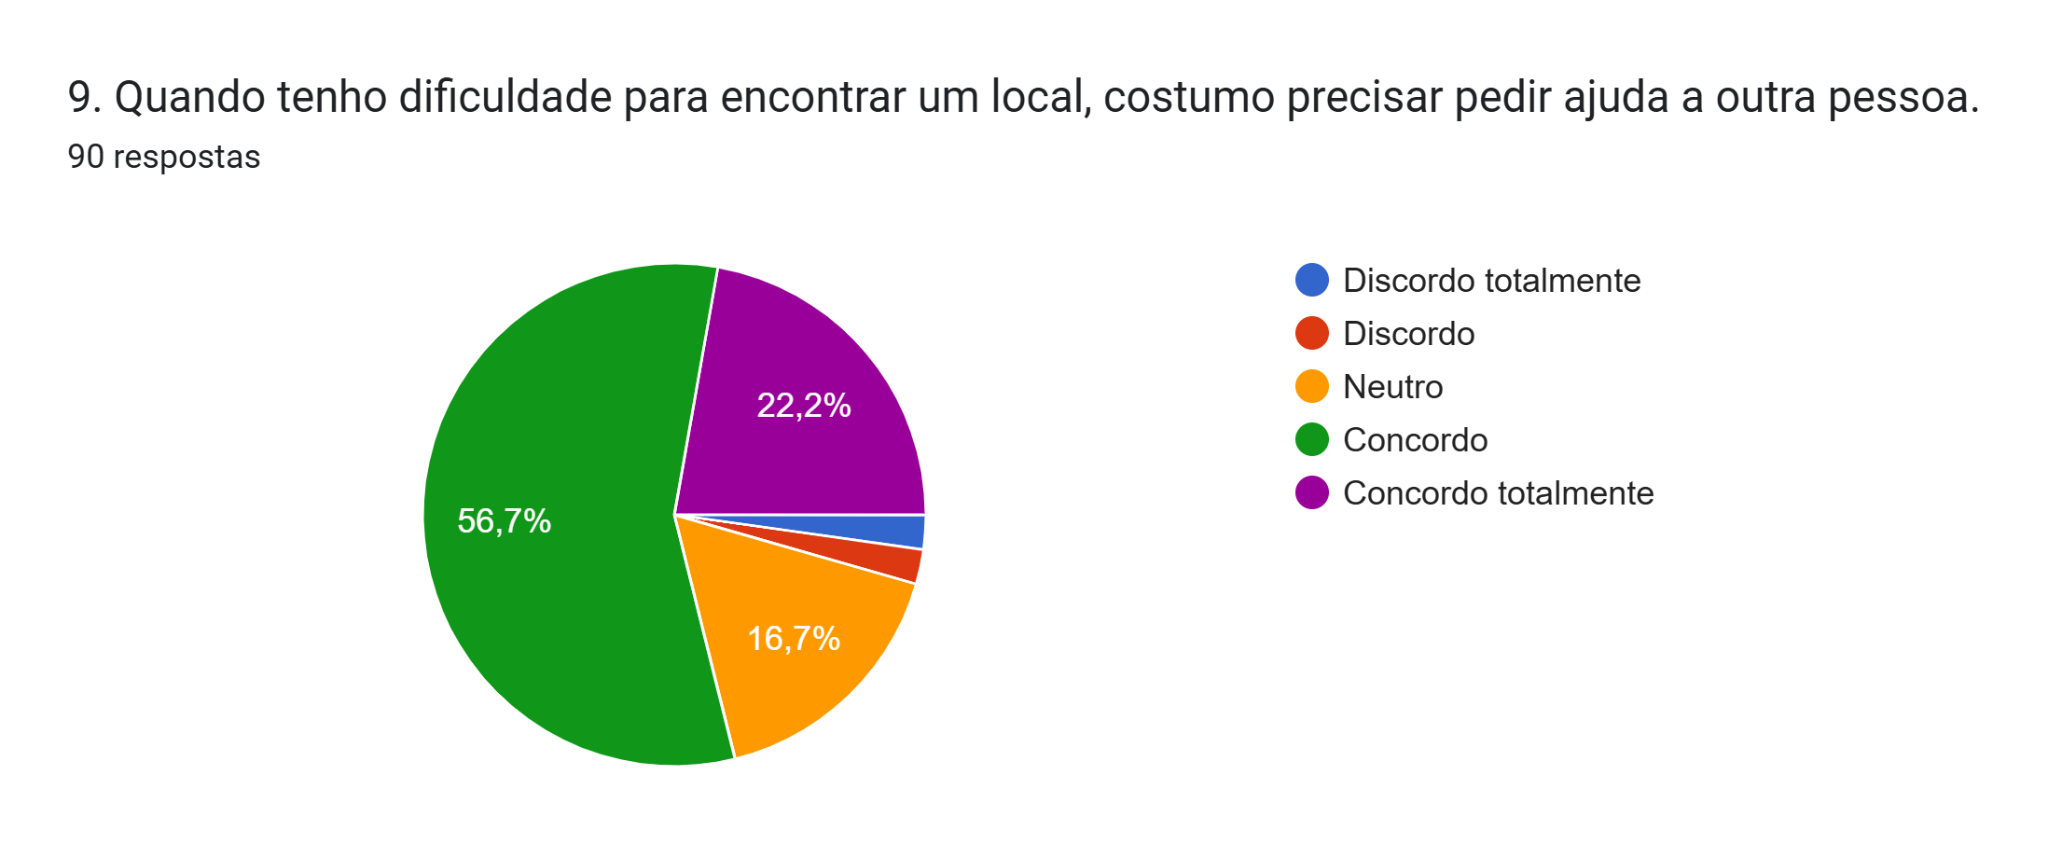 9. Quando tenho dificuldade para encontrar um local, costumo precisar pedir ajuda a outra pessoa.
90 respostas
22,2%
56,7%
16,7%
Discordo totalmente
Discordo
Neutro
Concordo
Concordo totalmente